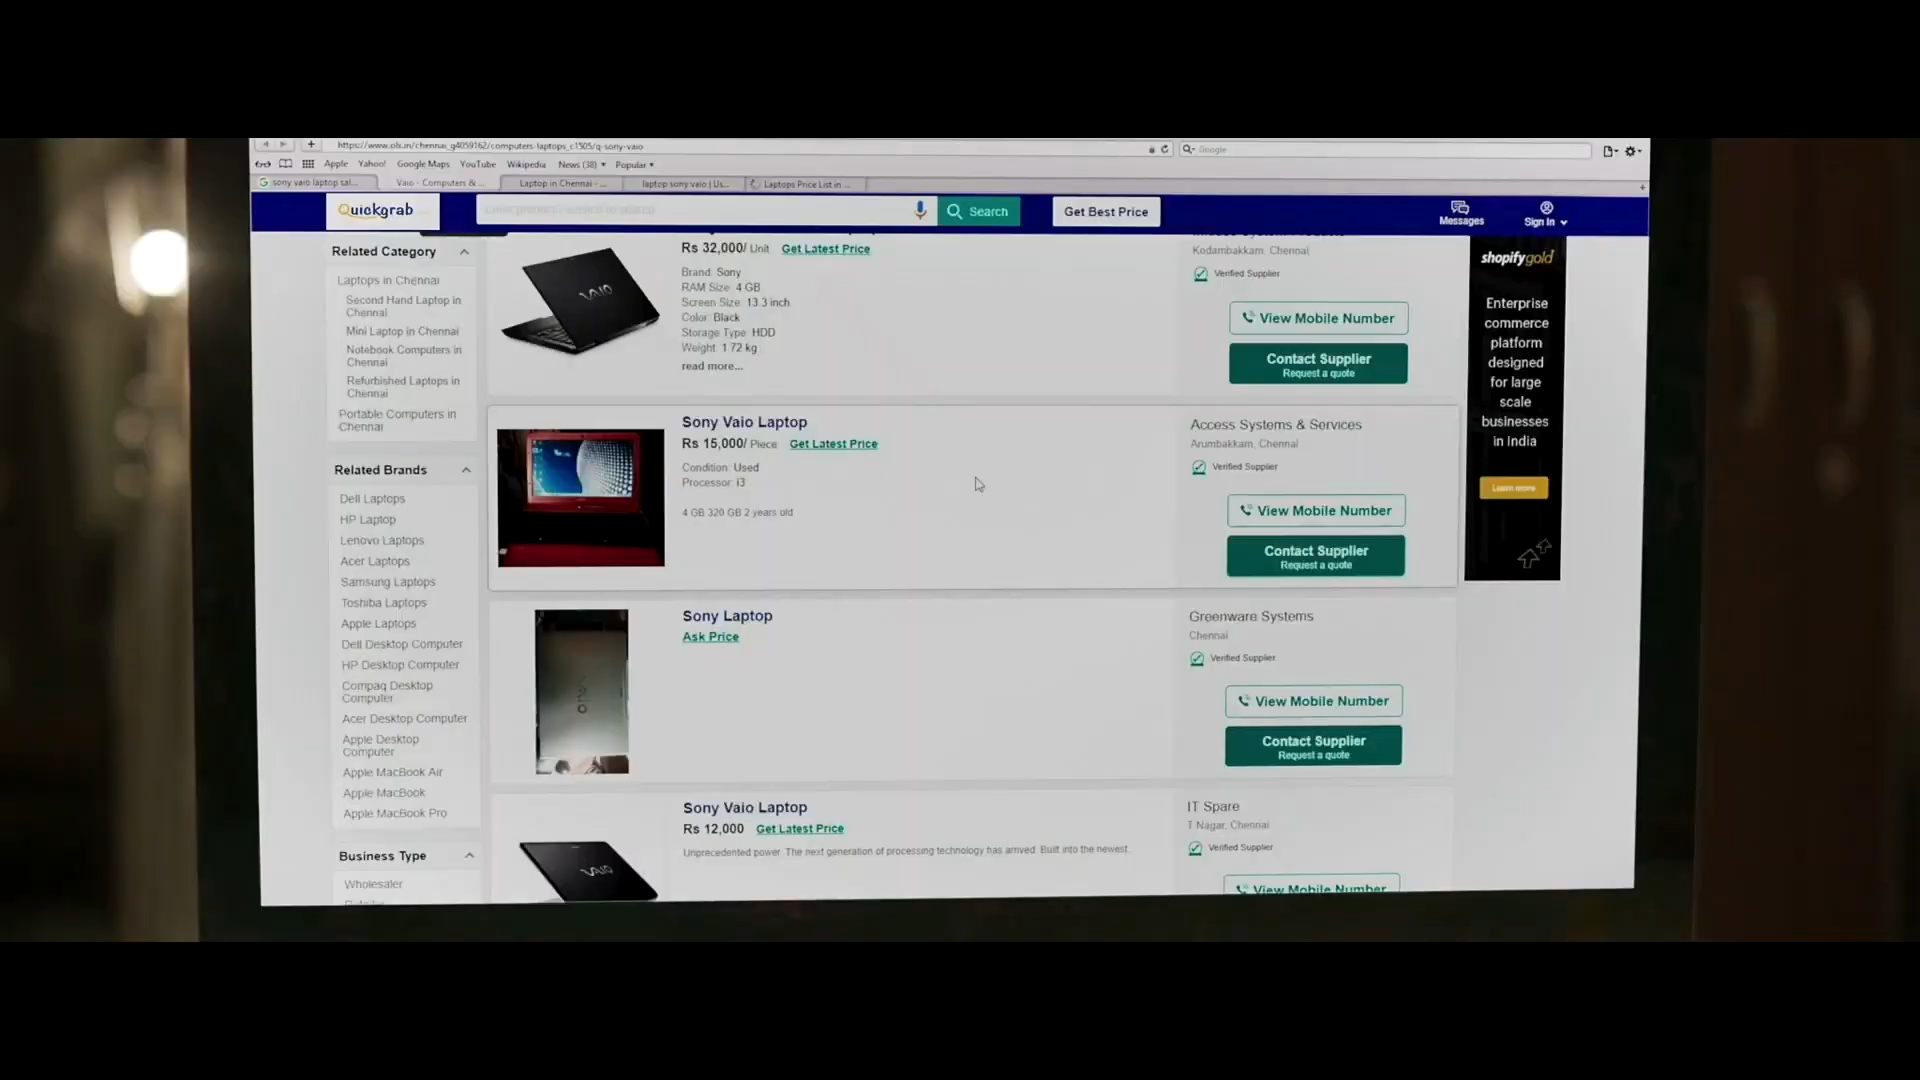 https://www.olx.in/chennai_g4059162/computers-laptops_c1505/q-sony-vaio
Google
Apple
Yahoo!
Google Maps
YouTube
Wikipedia
News (38)
Popular
sony vaio laptop sal...
Vaio - Computers & ...
Laptop in Chennai - ...
laptop sony vaio | Us...
Laptops Price List in ...
Quickgrab
Search
Get Best Price
Messages
Sign In
Related Category
Laptops in Chennai
Second Hand Laptop in
Chennai
Mini Laptop in Chennai
Notebook Computers in
Chennai
Refurbished Laptops in
Chennai
Portable Computers in
Chennai
Related Brands
Dell Laptops
HP Laptop
Lenovo Laptops
Acer Laptops
Samsung Laptops
Toshiba Laptops
Apple Laptops
Dell Desktop Computer
HP Desktop Computer
Compaq Desktop
Computer
Acer Desktop Computer
Apple Desktop
Computer
Apple MacBook Air
Apple MacBook
Apple MacBook Pro
Business Type
Wholesaler
VAIO
Rs 32,000/ Unit Get Latest Price
Brand: Sony
RAM Size: 4 GB
Screen Size: 13.3 inch
Color: Black
Storage Type: HDD
Weight: 1.72 kg
read more...
Kodambakkam, Chennai
Verified Supplier
View Mobile Number
Contact Supplier
Request a quote
Sony Vaio Laptop
Rs 15,000/ Piece Get Latest Price
Condition: Used
Processor: i3
4 GB 320 GB 2 years old
Access Systems & Services
Arumbakkam, Chennai
Verified Supplier
View Mobile Number
Contact Supplier
Request a quote
Sony Laptop
Ask Price
VAIO
Greenware Systems
Chennai
Verified Supplier
View Mobile Number
Contact Supplier
Request a quote
Sony Vaio Laptop
Rs 12,000 Get Latest Price
Unprecedented power. The next generation of processing technology has arrived. Built into the newest.
VAIO
IT Spare
T Nagar, Chennai
Verified Supplier
View Mobile Number
shopifygold
Enterprise
commerce
platform
designed
for large
scale
businesses
in India
Learn more